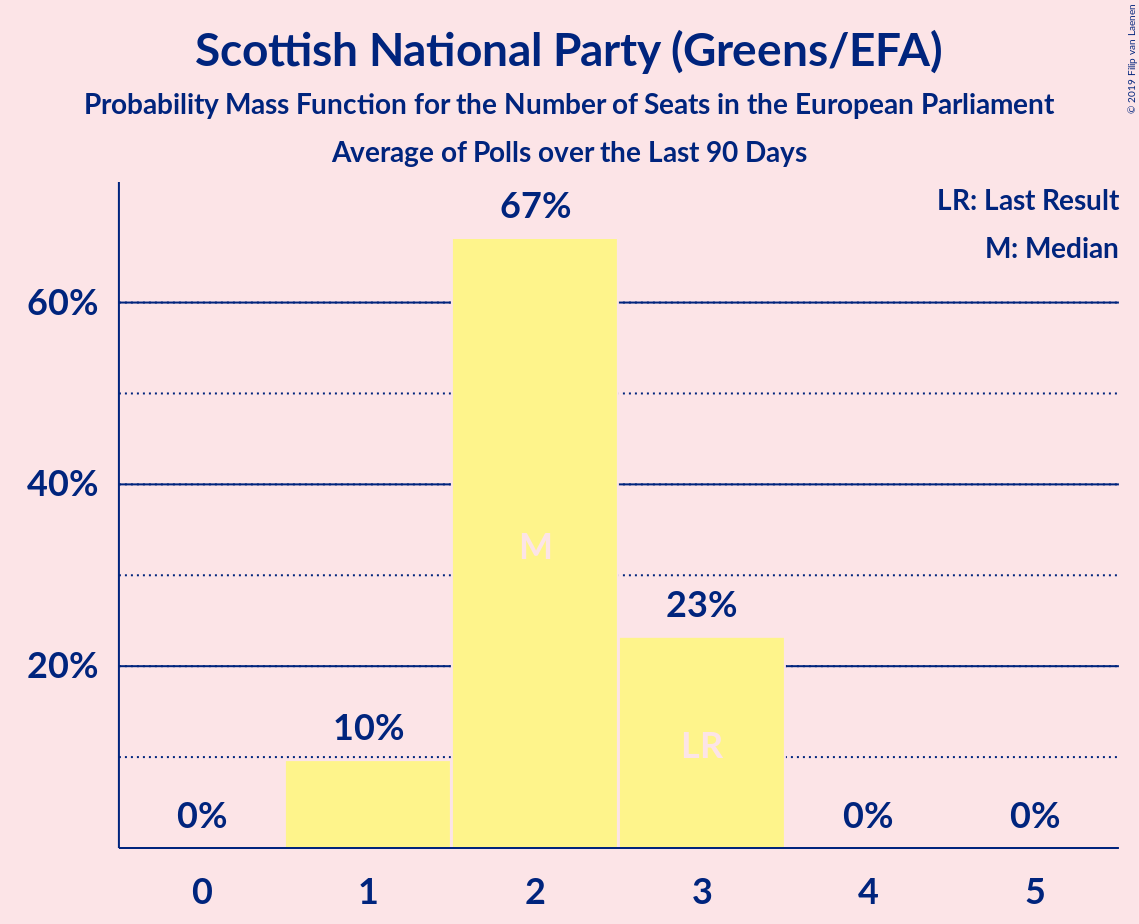 Scottish National Party (Greens/EFA)
Probability Mass Function for the Number of Seats in the European Parliament
Average of Polls over the Last 90 Days
© 2019 Filip van Laenen
LR: Last Result
M: Median
67%
60%
40%
M
23%
20%
10%
LR
0%
0%
0%
0
1
2
3
4
5